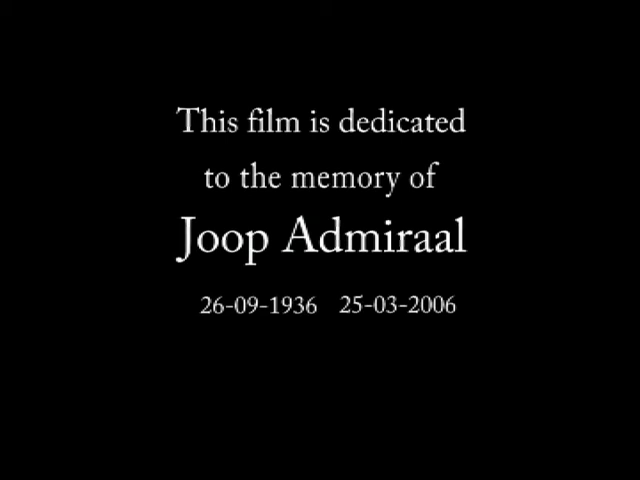 This film is dedicated
to the memory of
Joop Admiraal
26-09-1936 25-03-2006